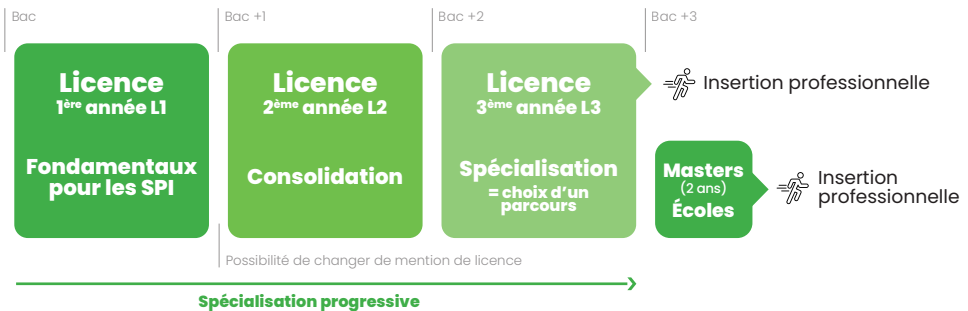 Bac
Bac +1
Bac +2
Bac +3
Licence
1ère année L1
Fondamentaux
pour les SPI
Licence
2ème année L2
Consolidation
Licence
3ème année L3
Spécialisation
= choix d'un
parcours
Insertion professionnelle
Masters
(2 ans)
Écoles
Insertion
professionnelle
Possibilité de changer de mention de licence
Spécialisation progressive